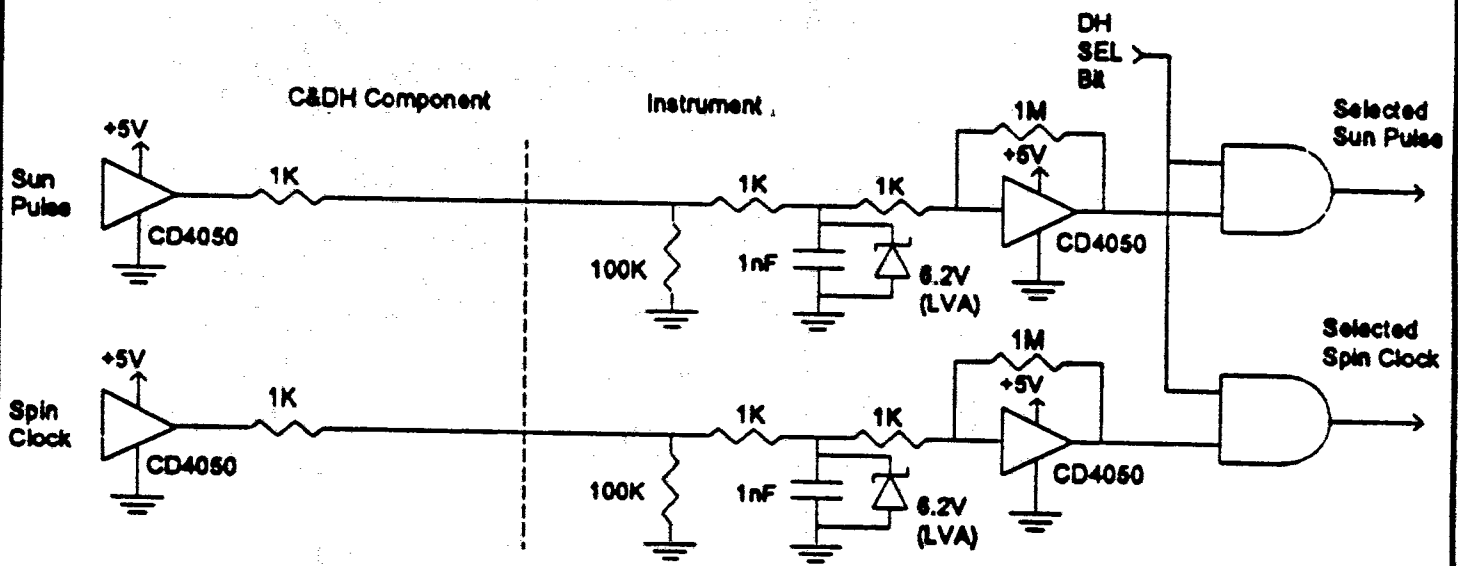 DH
SEL
Bit
C&DH Component
Instrument
Selected
Sun Pulse
+5V
1M
+5V
Sun
Pulse
1K
1K
1K
CD4050
CD4050
100K
1nF
6.2V
(LVA)
Selected
Spin Clock
+5V
1M
+5V
Spin
Clock
1K
1K
1K
CD4050
CD4050
100K
1nF
6.2V
(LVA)